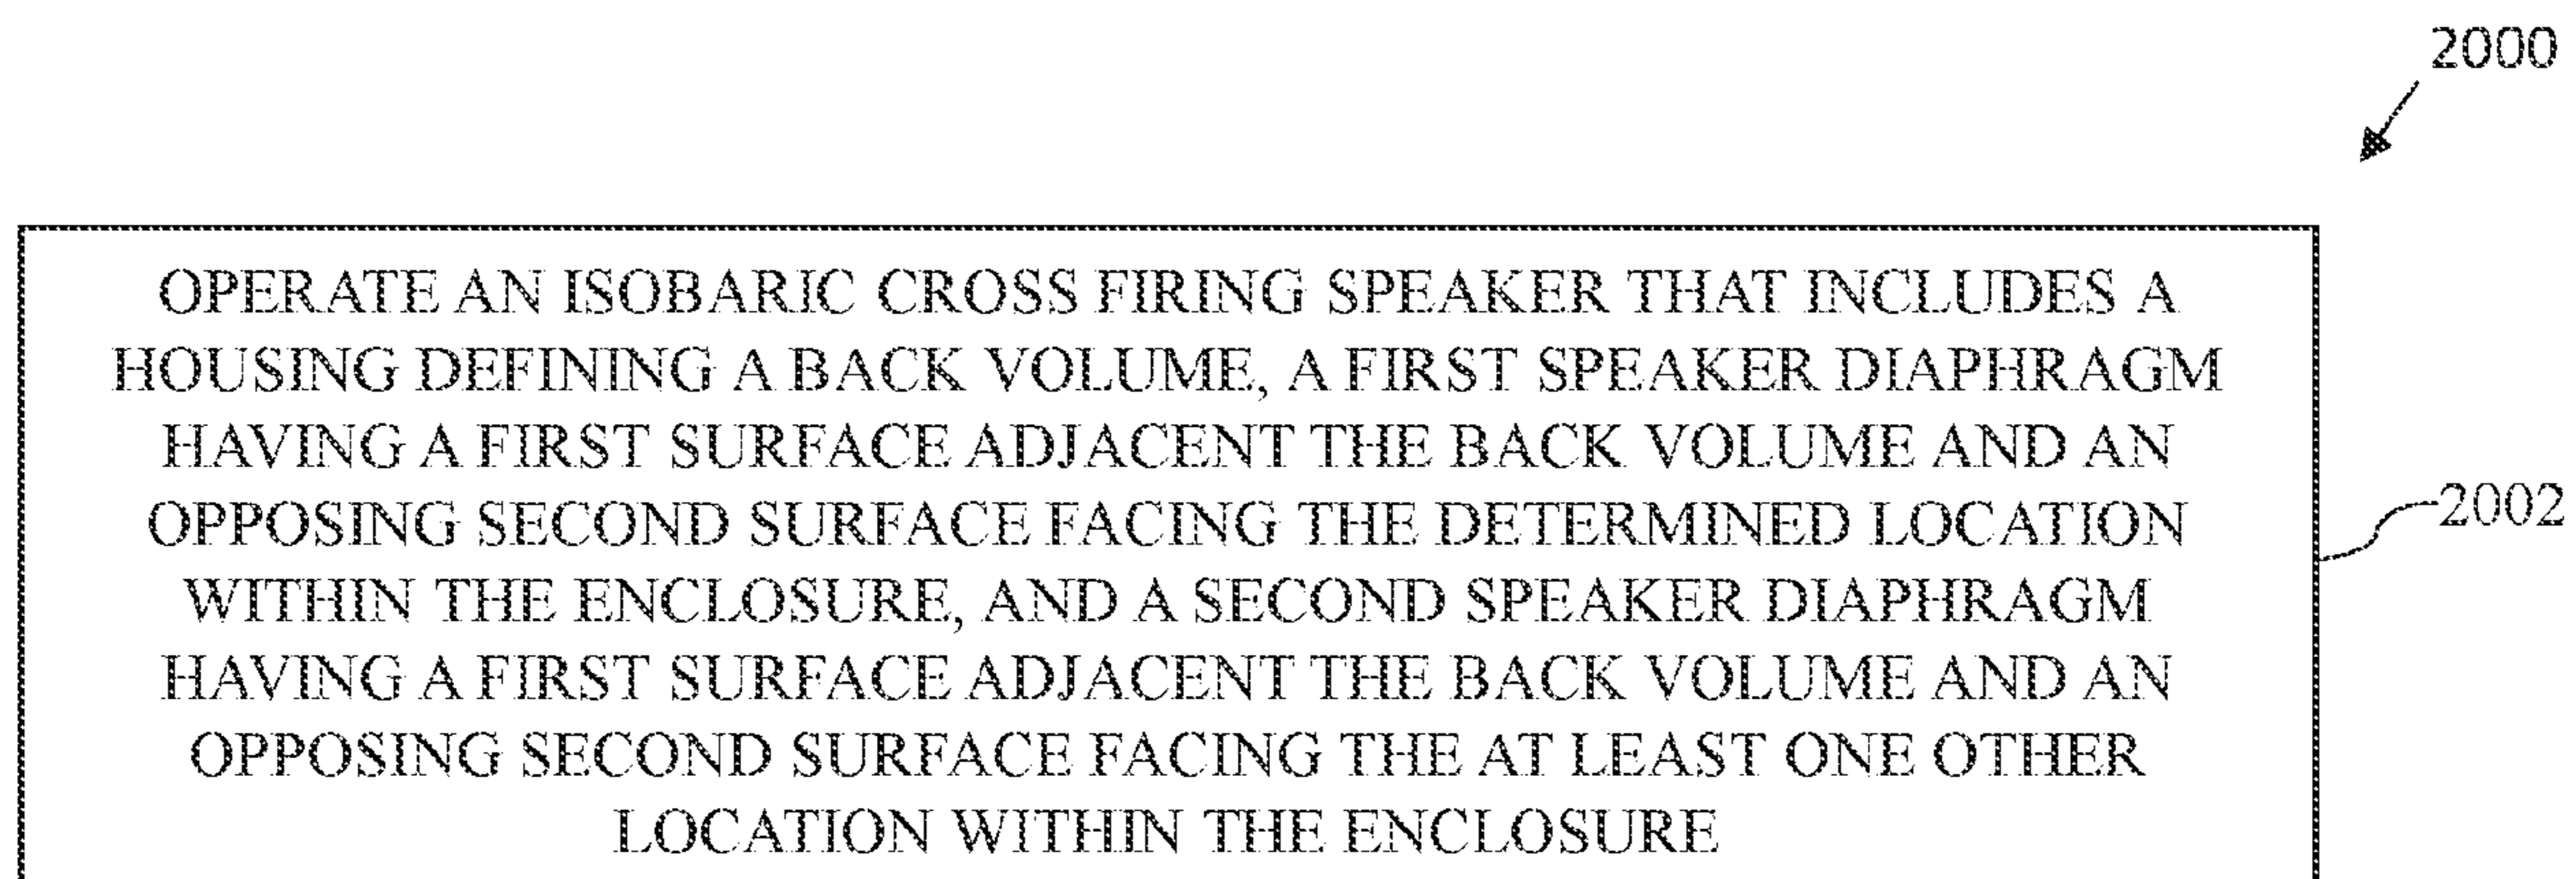 2000
OPERATE AN ISOBARIC CROSS FIRING SPEAKER THAT INCLUDES A
HOUSING DEFINING A BACK VOLUME, A FIRST SPEAKER DIAPHRAGM
HAVING A FIRST SURFACE ADJACENT THE BACK VOLUME AND AN
OPPOSING SECOND SURFACE FACING THE DETERMINED LOCATION
WITHIN THE ENCLOSURE, AND A SECOND SPEAKER DIAPHRAGM
HAVING A FIRST SURFACE ADJACENT THE BACK VOLUME AND AN
OPPOSING SECOND SURFACE FACING THE AT LEAST ONE OTHER
LOCATION WITHIN THE ENCLOSURE
2002